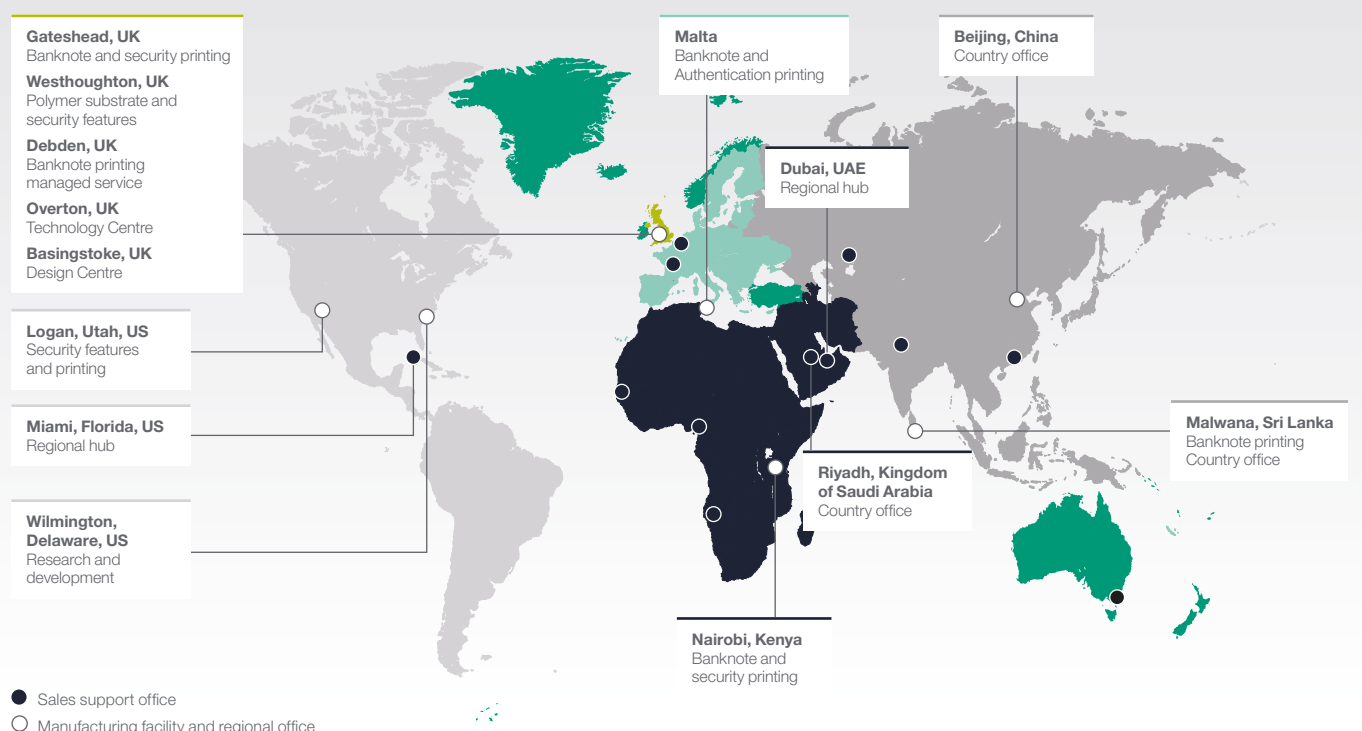 Gateshead, UK
Banknote and security printing
Westhoughton, UK
Polymer substrate and
security features
Debden, UK
Banknote printing
managed service
Overton, UK
Technology Centre
Basingstoke, UK
Design Centre
Logan, Utah, US
Security features
and printing
Miami, Florida, US
Regional hub
Wilmington,
Delaware, US
Research and
development
Malta
Banknote and
Authentication printing
Beijing, China
Country office
Dubai, UAE
Regional hub
Malwana, Sri Lanka
Banknote printing
Country office
Riyadh, Kingdom
of Saudi Arabia
Country office
Nairobi, Kenya
Banknote and
security printing
Sales support office
Manufacturing facility and regional office